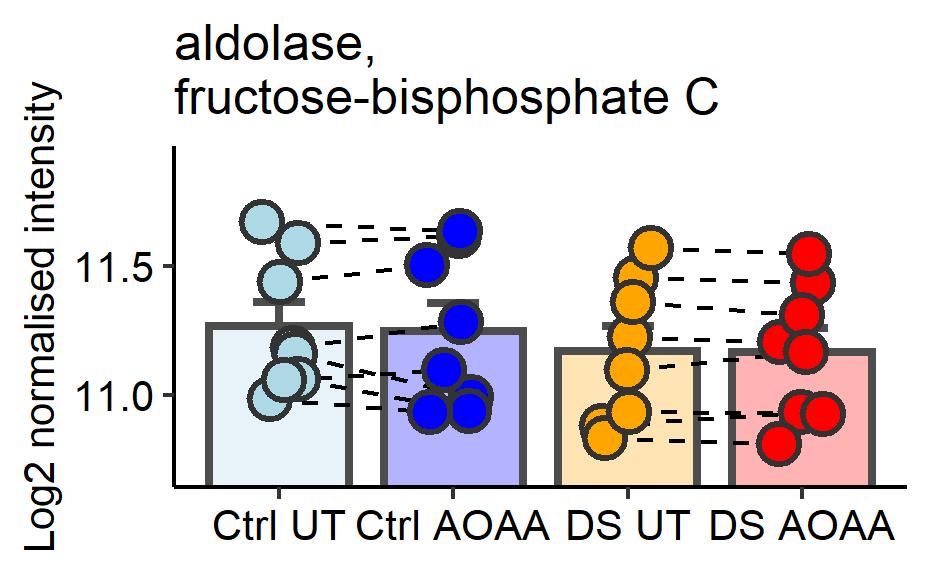 aldolase,
fructose-bisphosphate C
Log2 normalised intensity
11.5
11.0
Ctrl UT Ctrl AOAA DS UT DS AOAA